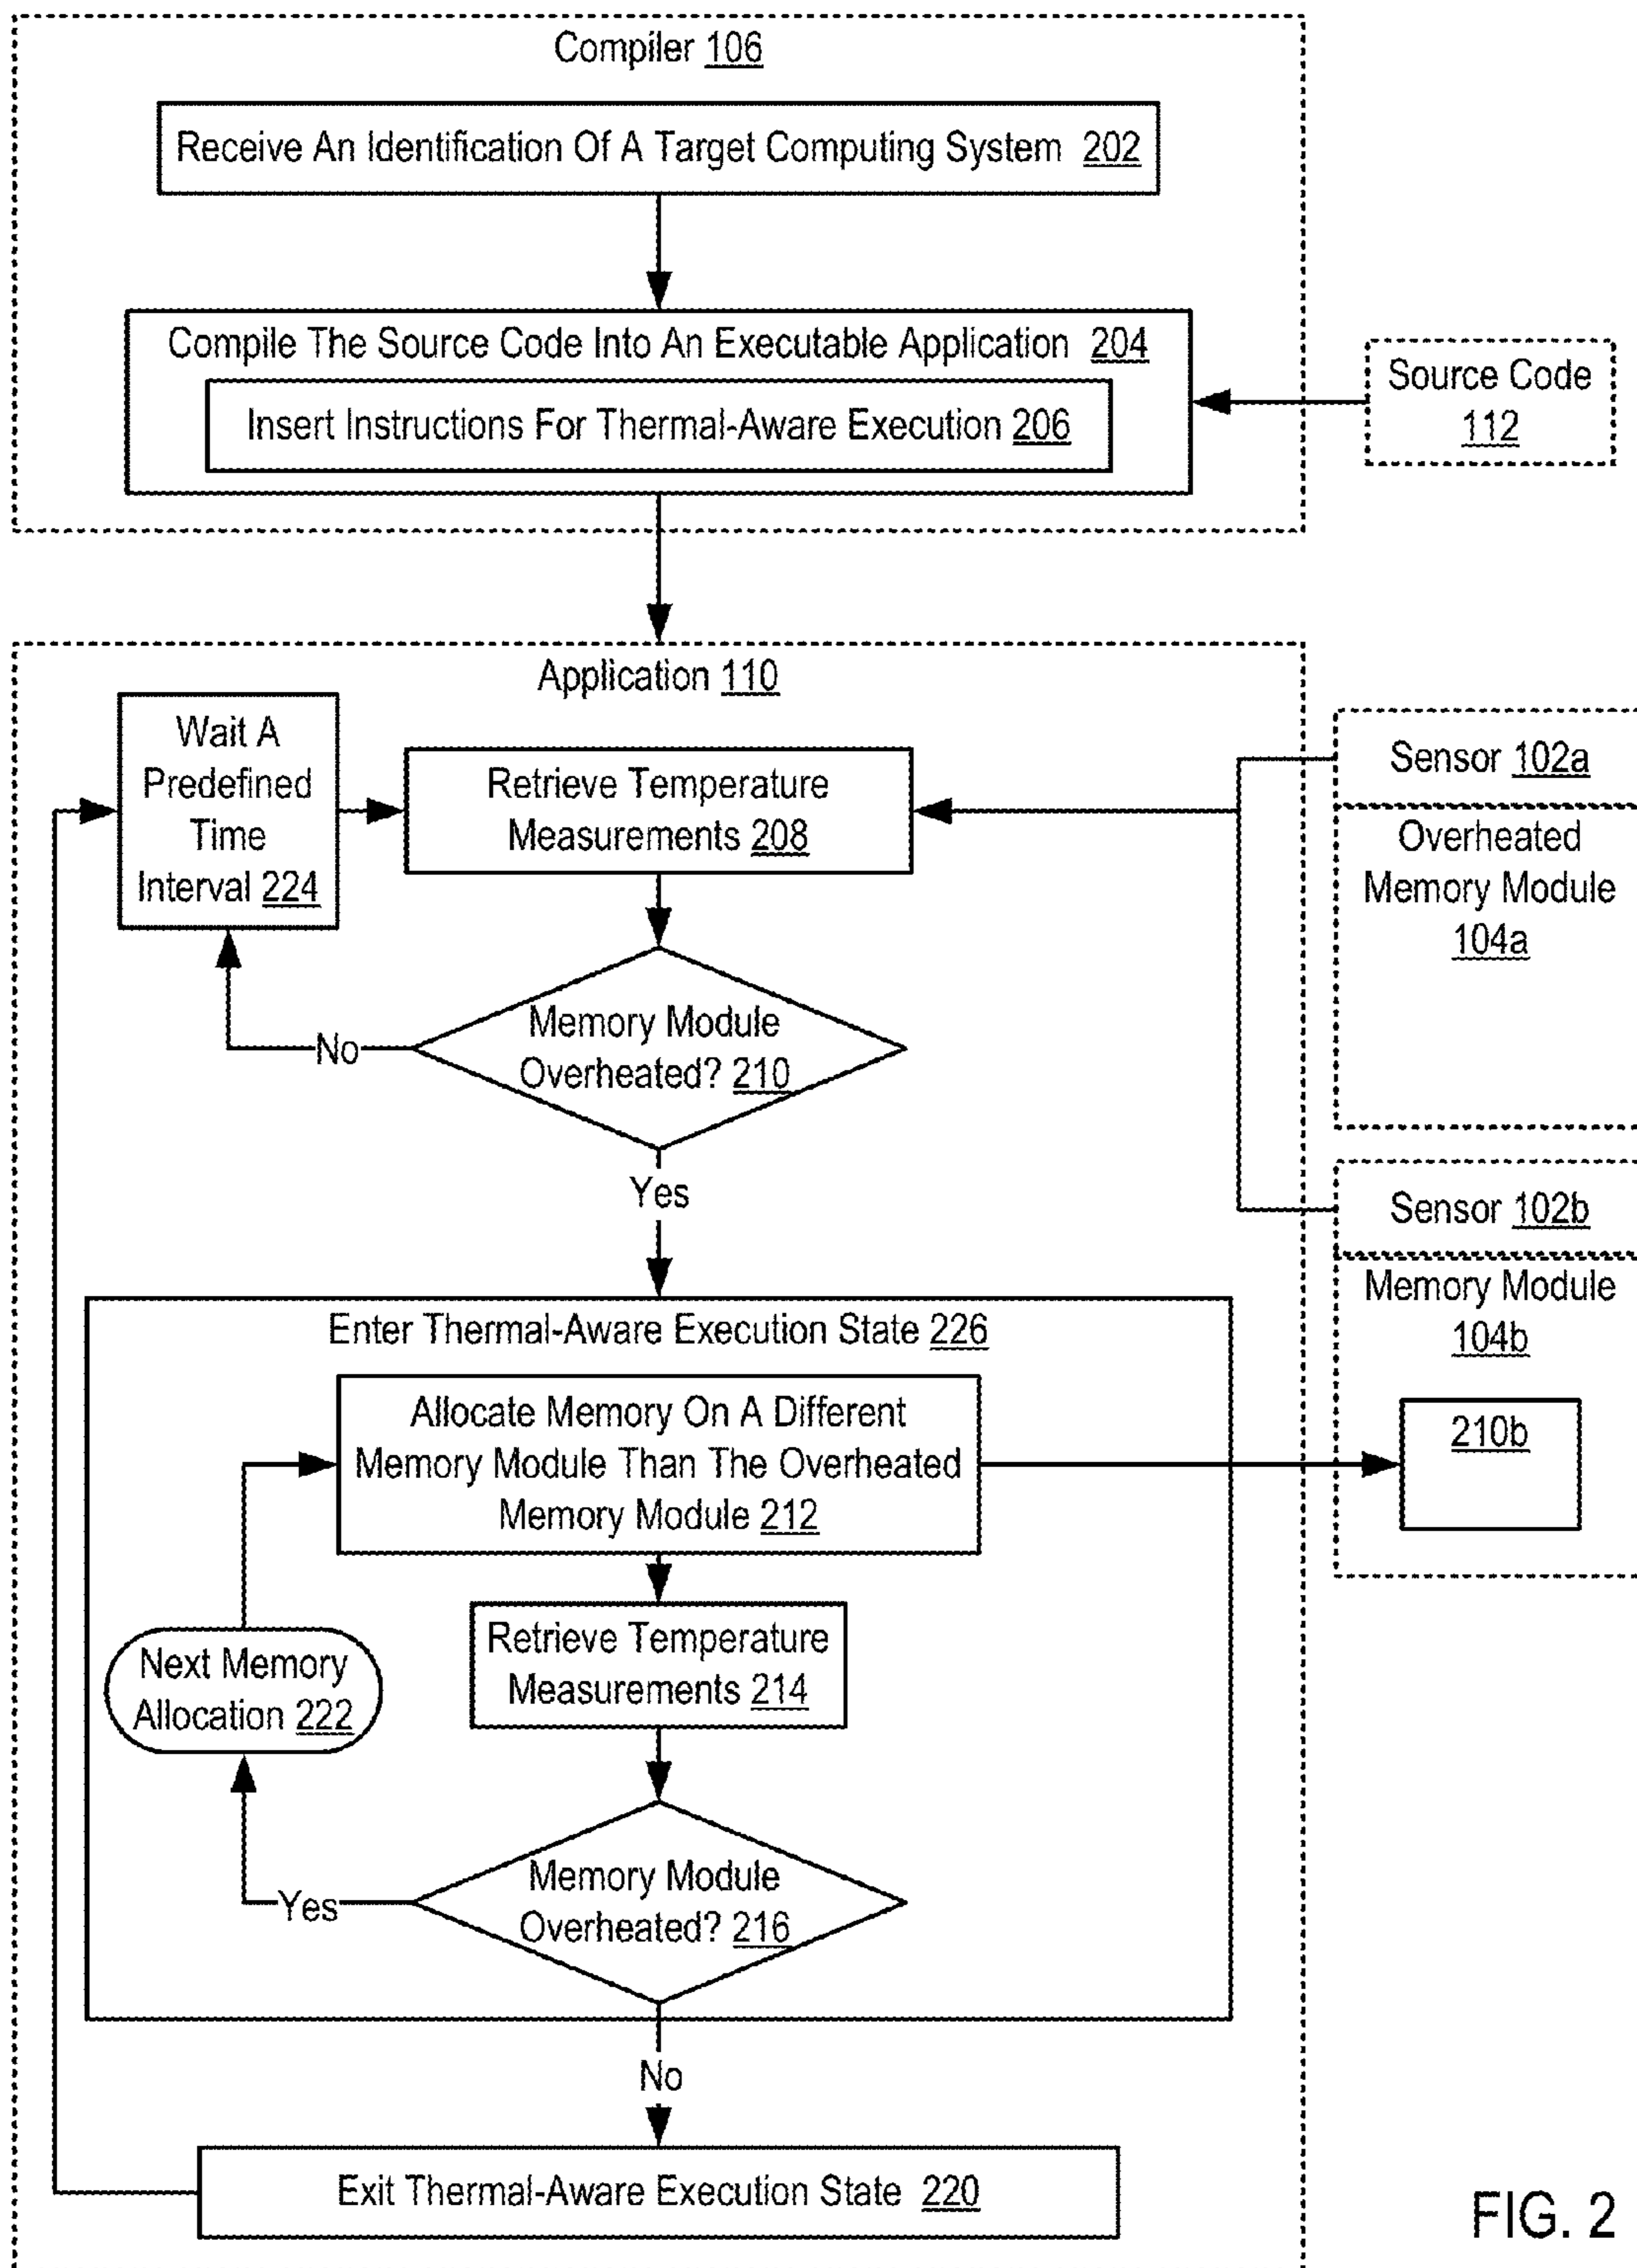 Compiler 106
Receive An Identification Of A Target Computing System 202
Compile The Source Code Into An Executable Application 204
Insert Instructions For Thermal-Aware Execution 206
Source Code
112
Application 110
Wait A
Predefined
Time
Interval 224
Retrieve Temperature
Measurements 208
Sensor 102a
Overheated
Memory Module
104a
Memory Module
Overheated? 210
No
Yes
Sensor 102b
Memory Module
104b
210b
Enter Thermal-Aware Execution State 226
Allocate Memory On A Different
Memory Module Than The Overheated
Memory Module 212
Retrieve Temperature
Measurements 214
Next Memory
Allocation 222
Memory Module
Overheated? 216
Yes
No
Exit Thermal-Aware Execution State 220
FIG. 2